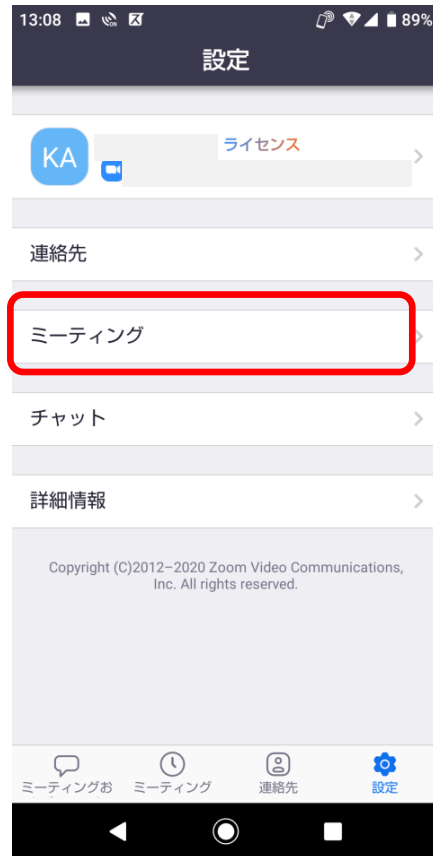 13:08 89%
設定
KA ライセンス
連絡先
ミーティング
チャット
詳細情報
Copyright (C)2012–2020 Zoom Video Communications,
Inc. All rights reserved.
ミーティングお ミーティング 連絡先 設定